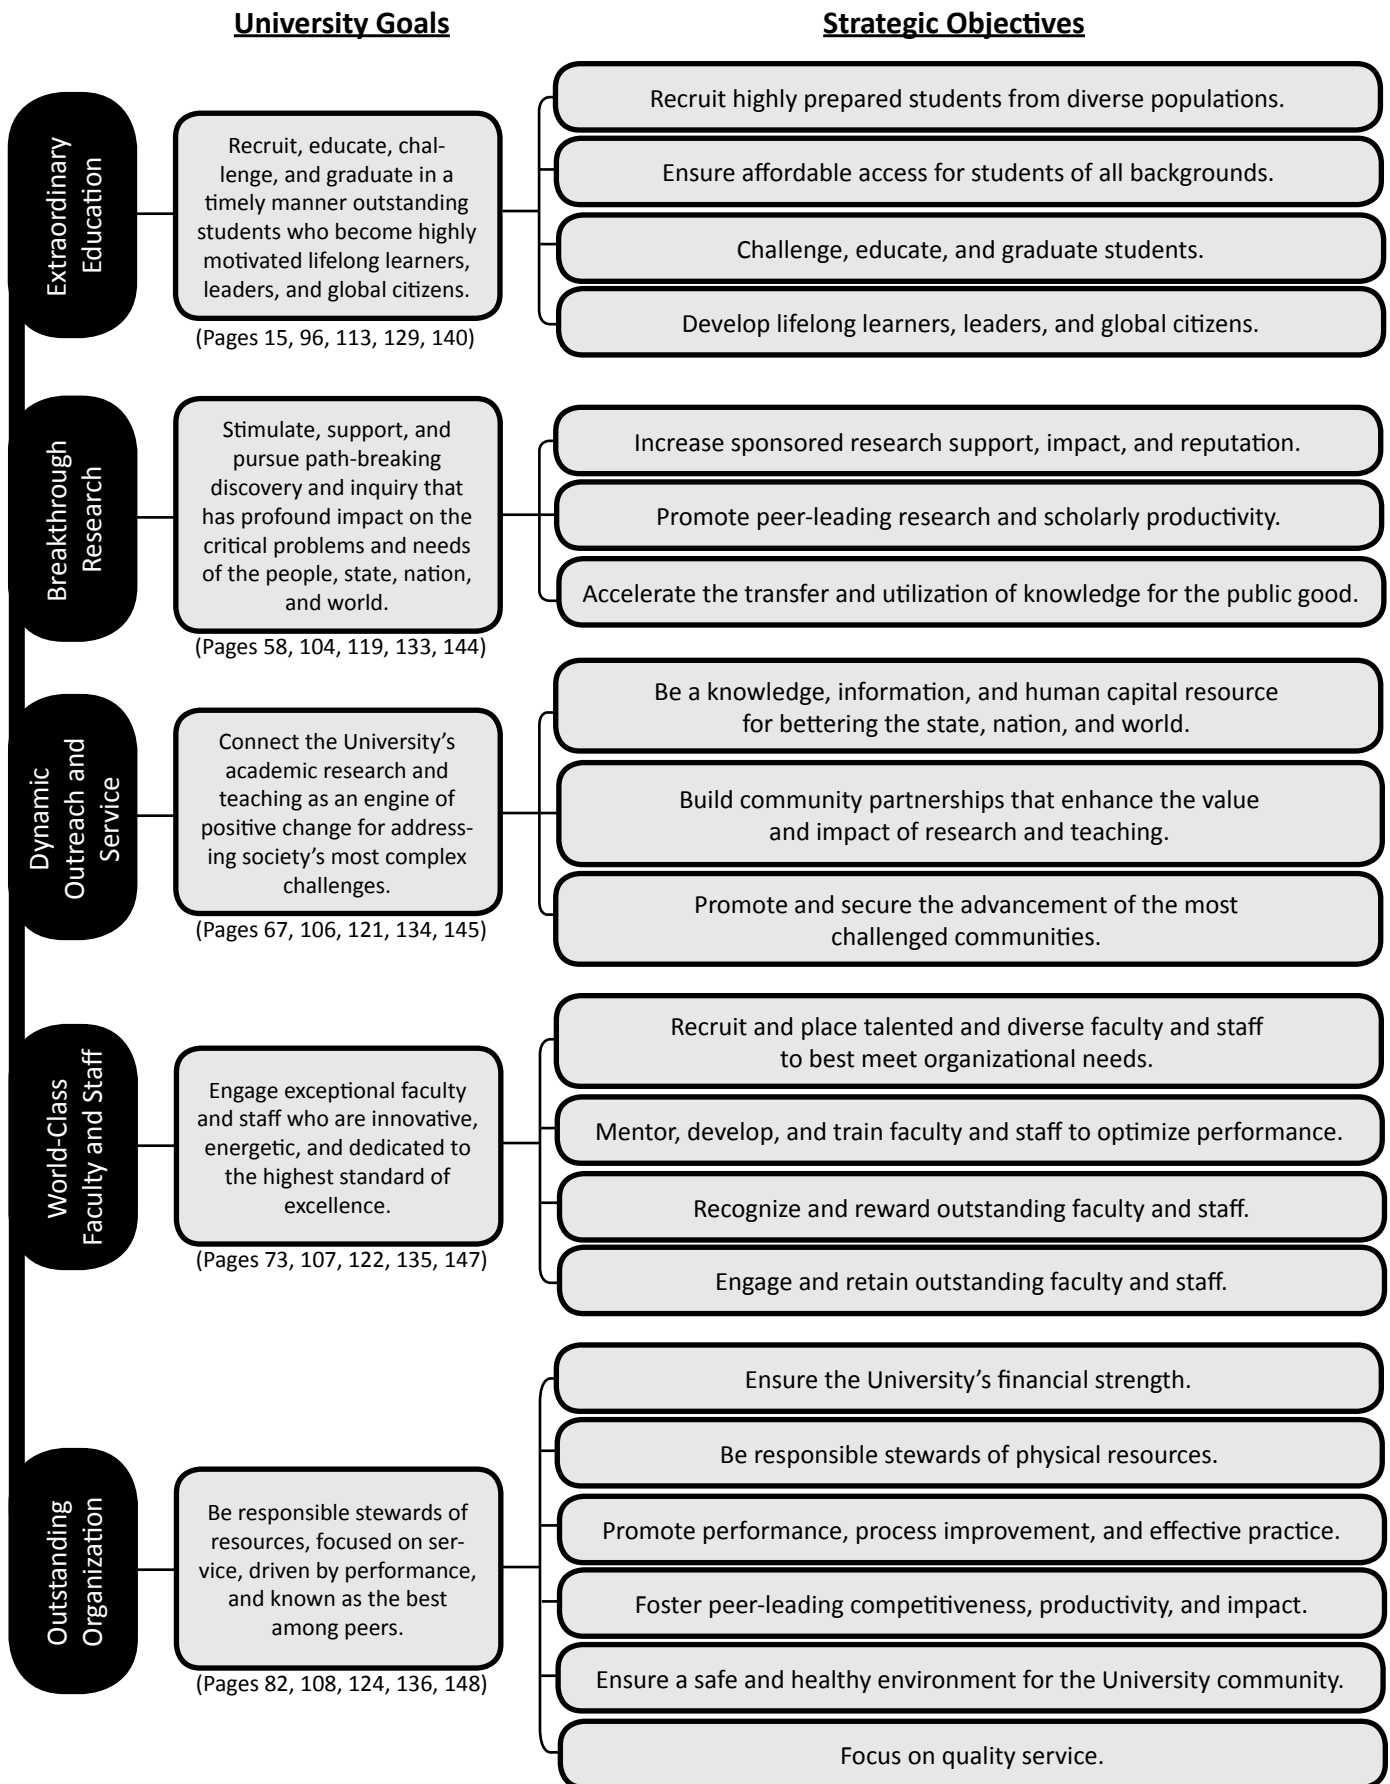 University Goals
Strategic Objectives
Extraordinary
Education
Recruit, educate, chal-
lenge, and graduate in a
timely manner outstanding
students who become highly
motivated lifelong learners,
leaders, and global citizens.
(Pages 15, 96, 113, 129, 140)
Recruit highly prepared students from diverse populations.
Ensure affordable access for students of all backgrounds.
Challenge, educate, and graduate students.
Develop lifelong learners, leaders, and global citizens.
Breakthrough
Research
Stimulate, support, and
pursue path-breaking
discovery and inquiry that
has profound impact on the
critical problems and needs
of the people, state, nation,
and world.
(Pages 58, 104, 119, 133, 144)
Increase sponsored research support, impact, and reputation.
Promote peer-leading research and scholarly productivity.
Accelerate the transfer and utilization of knowledge for the public good.
Dynamic
Outreach and
Service
Connect the University’s
academic research and
teaching as an engine of
positive change for address-
ing society’s most complex
challenges.
(Pages 67, 106, 121, 134, 145)
Be a knowledge, information, and human capital resource
for bettering the state, nation, and world.
Build community partnerships that enhance the value
and impact of research and teaching.
Promote and secure the advancement of the most
challenged communities.
World-Class
Faculty and Staff
Engage exceptional faculty
and staff who are innovative,
energetic, and dedicated to
the highest standard of
excellence.
(Pages 73, 107, 122, 135, 147)
Recruit and place talented and diverse faculty and staff
to best meet organizational needs.
Mentor, develop, and train faculty and staff to optimize performance.
Recognize and reward outstanding faculty and staff.
Engage and retain outstanding faculty and staff.
Outstanding
Organization
Be responsible stewards of
resources, focused on ser-
vice, driven by performance,
and known as the best
among peers.
(Pages 82, 108, 124, 136, 148)
Ensure the University’s financial strength.
Be responsible stewards of physical resources.
Promote performance, process improvement, and effective practice.
Foster peer-leading competitiveness, productivity, and impact.
Ensure a safe and healthy environment for the University community.
Focus on quality service.